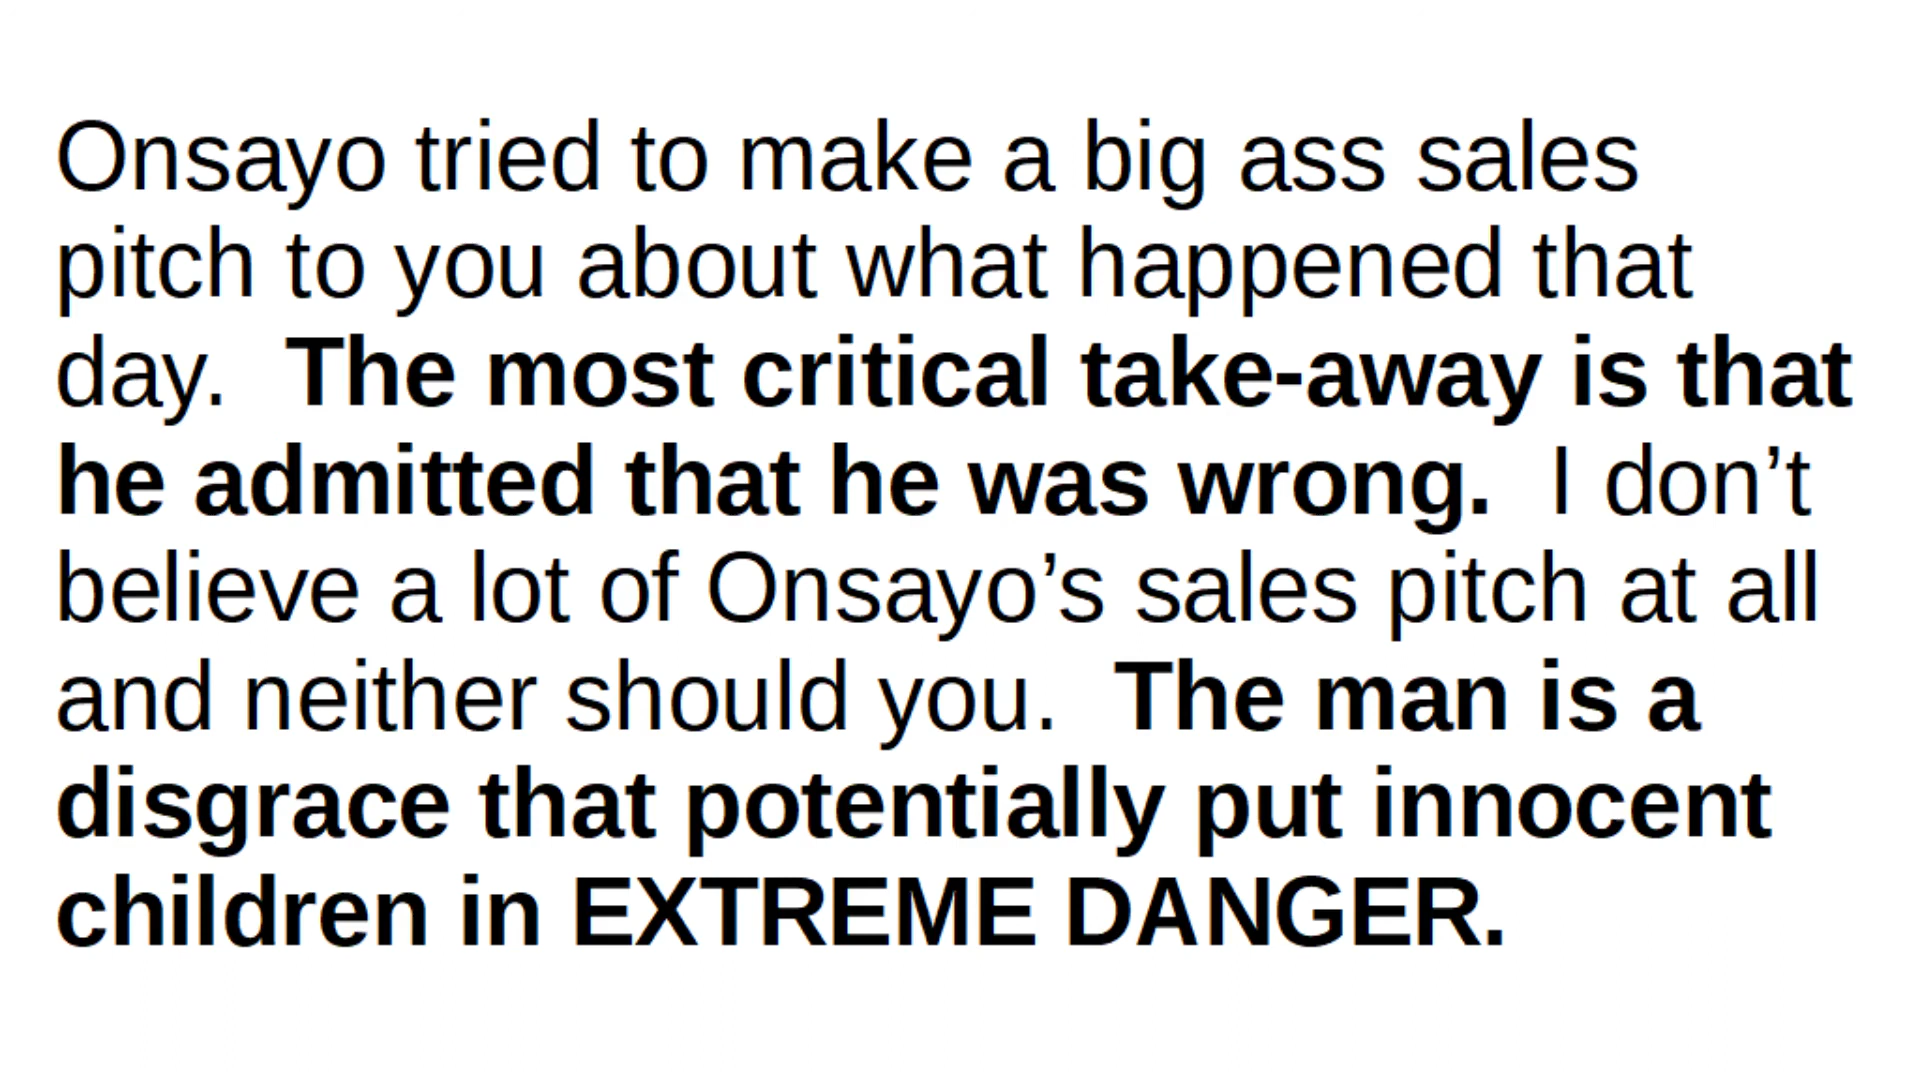 Onsayo tried to make a big ass sales
pitch to you about what happened that
day.  The most critical take-away is that
he admitted that he was wrong.  I don’t
believe a lot of Onsayo’s sales pitch at all
and neither should you.  The man is a
disgrace that potentially put innocent
children in EXTREME DANGER.